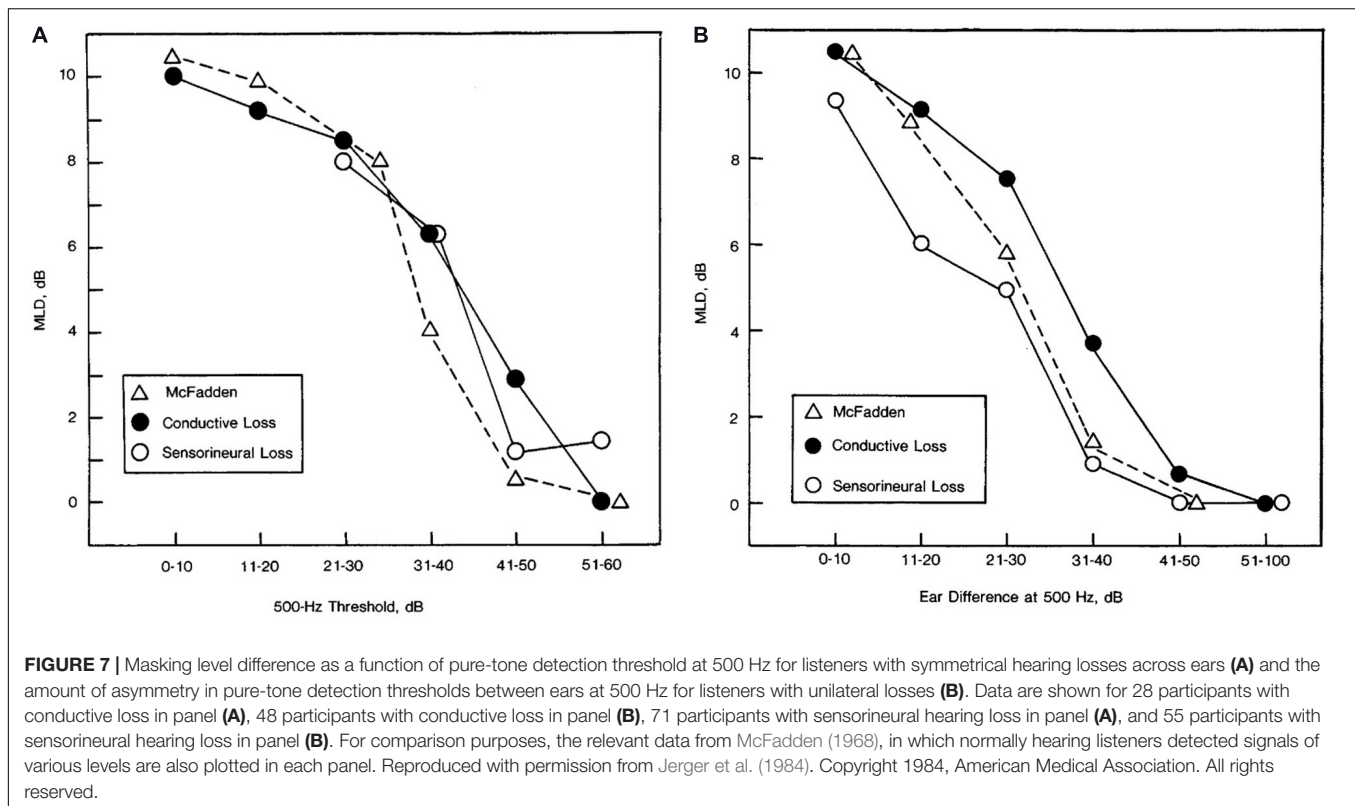 A
10
8
6
4
2
0
MLD, dB
McFadden
Conductive Loss
Sensorineural Loss
0-10 11-20 21-30 31-40 41-50 51-60
500-Hz Threshold, dB
B
10
8
6
4
2
0
MLD, dB
McFadden
Conductive Loss
Sensorineural Loss
0-10 11-20 21-30 31-40 41-50 51-100
Ear Difference at 500 Hz, dB
FIGURE 7 | Masking level difference as a function of pure-tone detection threshold at 500 Hz for listeners with symmetrical hearing losses across ears (A) and the
amount of asymmetry in pure-tone detection thresholds between ears at 500 Hz for listeners with unilateral losses (B). Data are shown for 28 participants with
conductive loss in panel (A), 48 participants with conductive loss in panel (B), 71 participants with sensorineural hearing loss in panel (A), and 55 participants with
sensorineural hearing loss in panel (B). For comparison purposes, the relevant data from McFadden (1968), in which normally hearing listeners detected signals of
various levels are also plotted in each panel. Reproduced with permission from Jerger et al. (1984). Copyright 1984, American Medical Association. All rights
reserved.